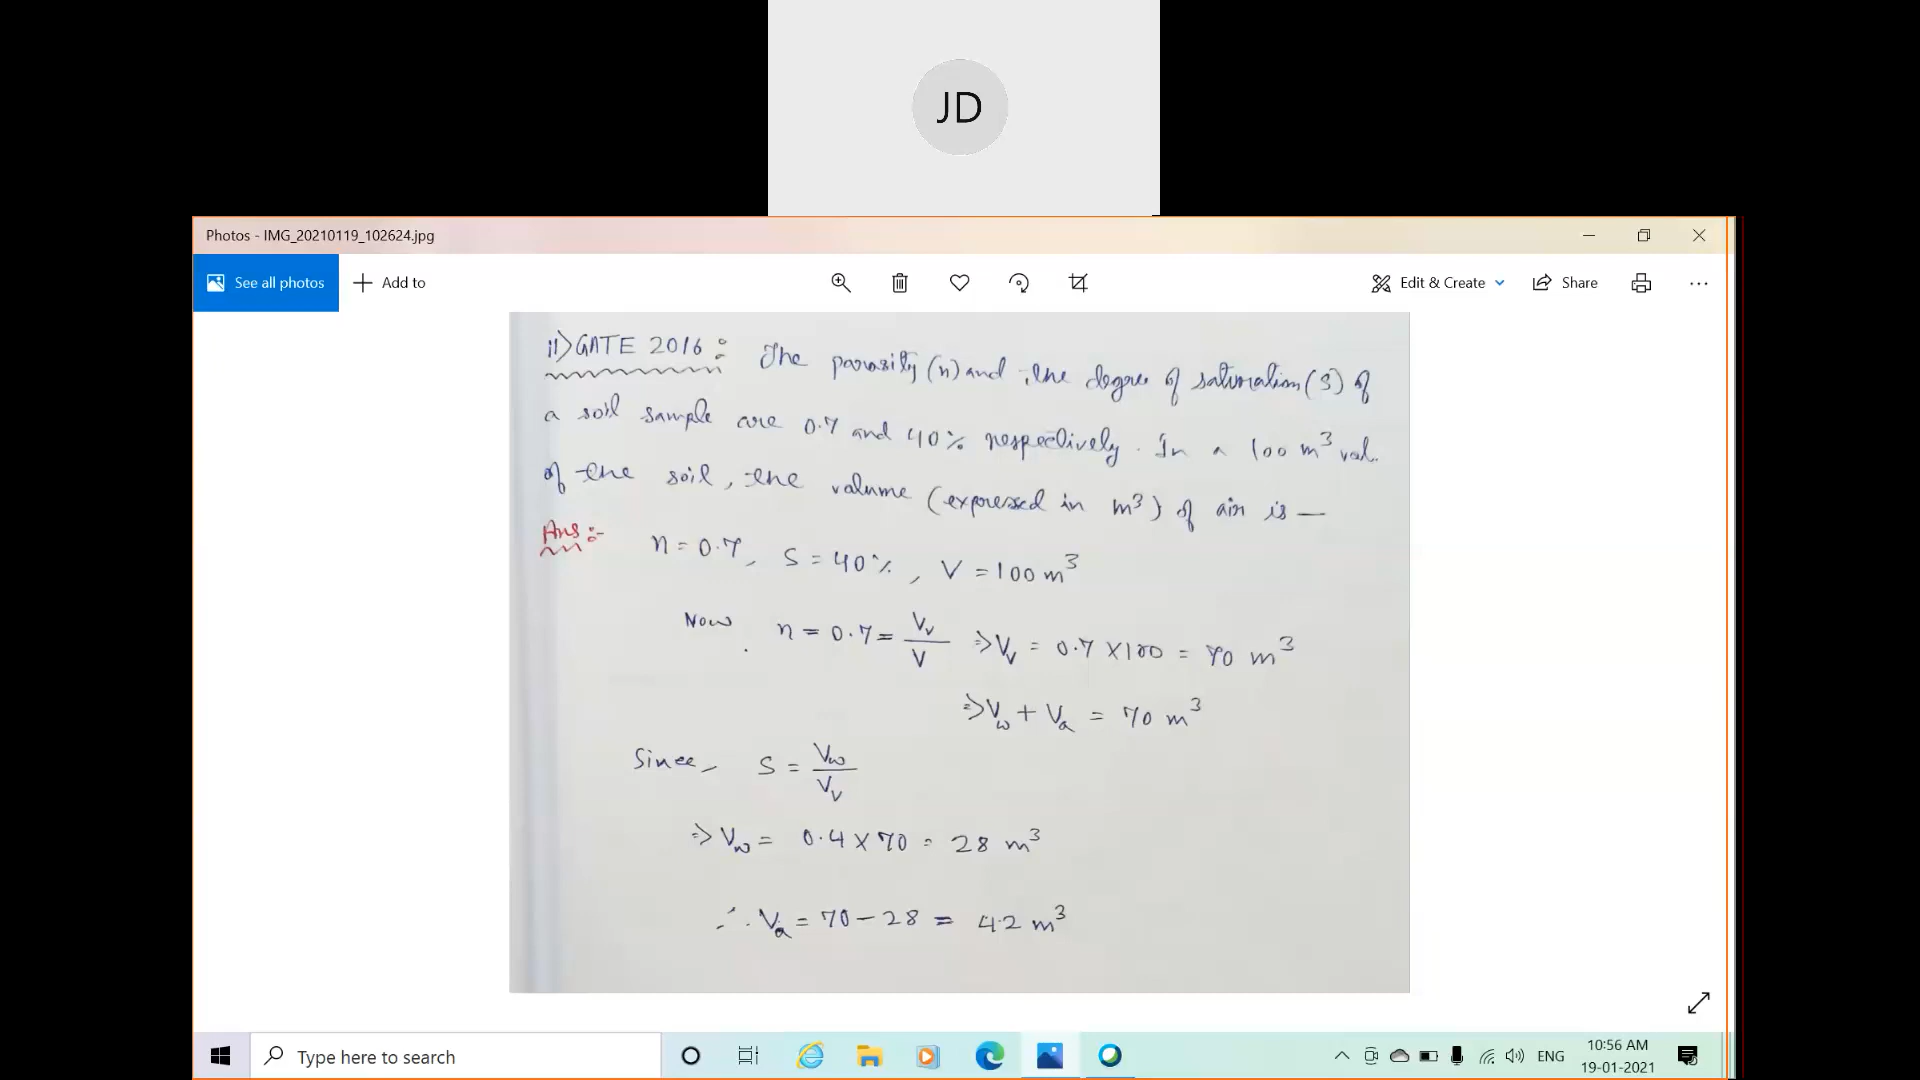 JD
Photos - IMG_20210119_102624.jpg
See all photos
Add to
Edit & Create
Share
11) GATE 2016 : The porosity (n) and the degree of saturation (S) of
a soil sample are 0.7 and 40% respectively. In a 100 m³ vol.
of the soil, the volume (expressed in m³) of air is —
Ans :-
n = 0.7, S = 40%, V = 100 m³
Now, n = 0.7 = Vv/V ⇒ Vv = 0.7 × 100 = 70 m³
⇒ Vw + Va = 70 m³
Since, S = Vw/Vv
⇒ Vw = 0.4 × 70 = 28 m³
∴ Va = 70 − 28 = 42 m³
Type here to search
ENG
10:56 AM
19-01-2021